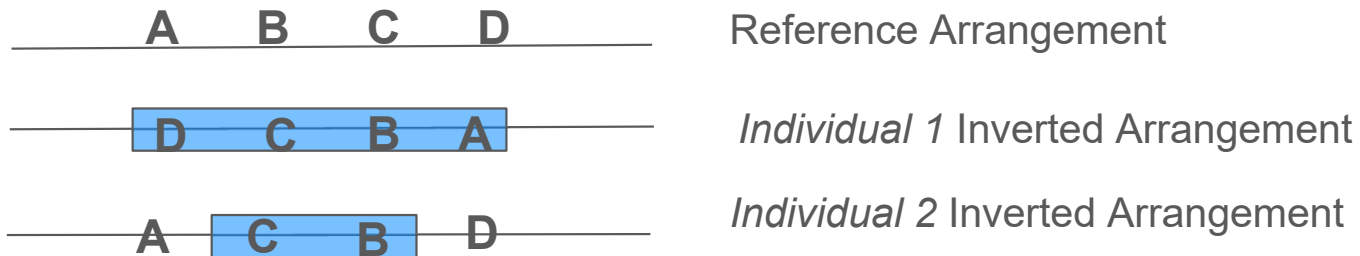 A B C D Reference Arrangement
D C B A Individual 1 Inverted Arrangement
A C B D Individual 2 Inverted Arrangement